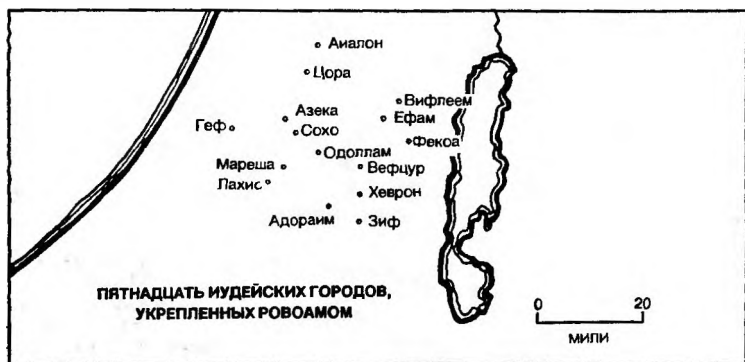 Аиалон
Цора
Вифлеем
Азека
Ефам
Геф
Сохо
Фекоа
Одоллам
Мареша
Вефцур
Лахис
Хеврон
Адораим
Зиф
ПЯТНАДЦАТЬ ИУДЕЙСКИХ ГОРОДОВ,
УКРЕПЛЕННЫХ РОВОАМОМ
0 20
МИЛИ